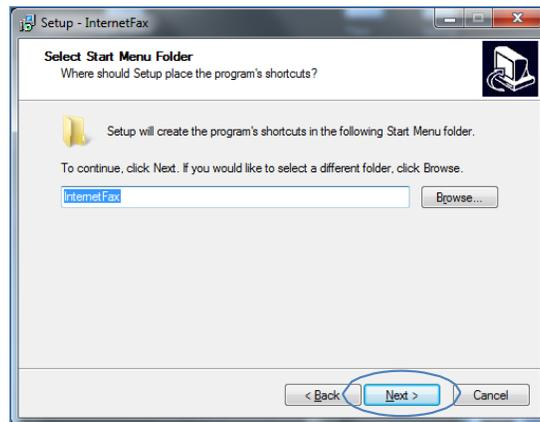 Setup - InternetFax
Select Start Menu Folder
Where should Setup place the program's shortcuts?
Setup will create the program's shortcuts in the following Start Menu folder.
To continue, click Next. If you would like to select a different folder, click Browse.
InternetFax
Browse...
< Back
Next >
Cancel